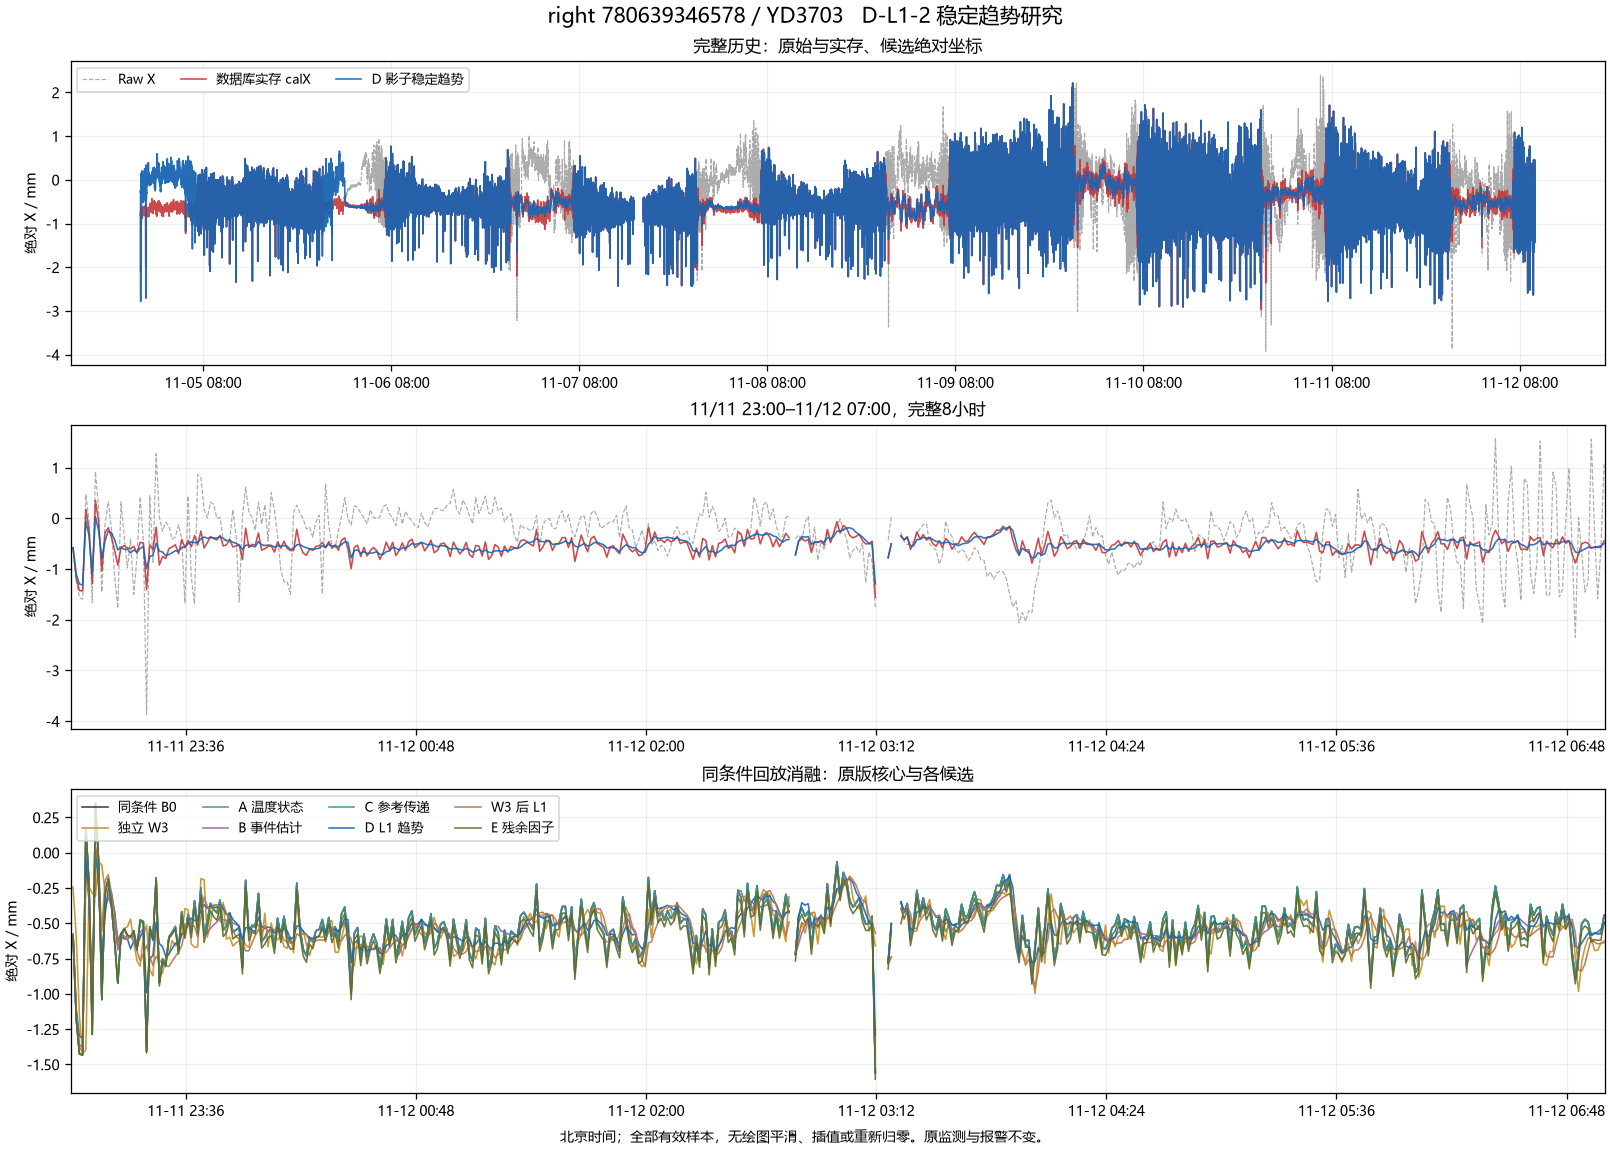 right 780639346578 / YD3703   D-L1-2 稳定趋势研究
完整历史：原始与实存、候选绝对坐标
Raw X
数据库实存 calX
D 影子稳定趋势
绝对 X / mm
2
1
0
-1
-2
-3
-4
11-05 08:00
11-06 08:00
11-07 08:00
11-08 08:00
11-09 08:00
11-10 08:00
11-11 08:00
11-12 08:00
11/11 23:00–11/12 07:00，完整8小时
绝对 X / mm
1
0
-1
-2
-3
-4
11-11 23:36
11-12 00:48
11-12 02:00
11-12 03:12
11-12 04:24
11-12 05:36
11-12 06:48
同条件回放消融：原版核心与各候选
同条件 B0
A 温度状态
C 参考传递
W3 后 L1
独立 W3
B 事件估计
D L1 趋势
E 残余因子
绝对 X / mm
0.25
0.00
-0.25
-0.50
-0.75
-1.00
-1.25
-1.50
11-11 23:36
11-12 00:48
11-12 02:00
11-12 03:12
11-12 04:24
11-12 05:36
11-12 06:48
北京时间；全部有效样本，无绘图平滑、插值或重新归零。原监测与报警不变。